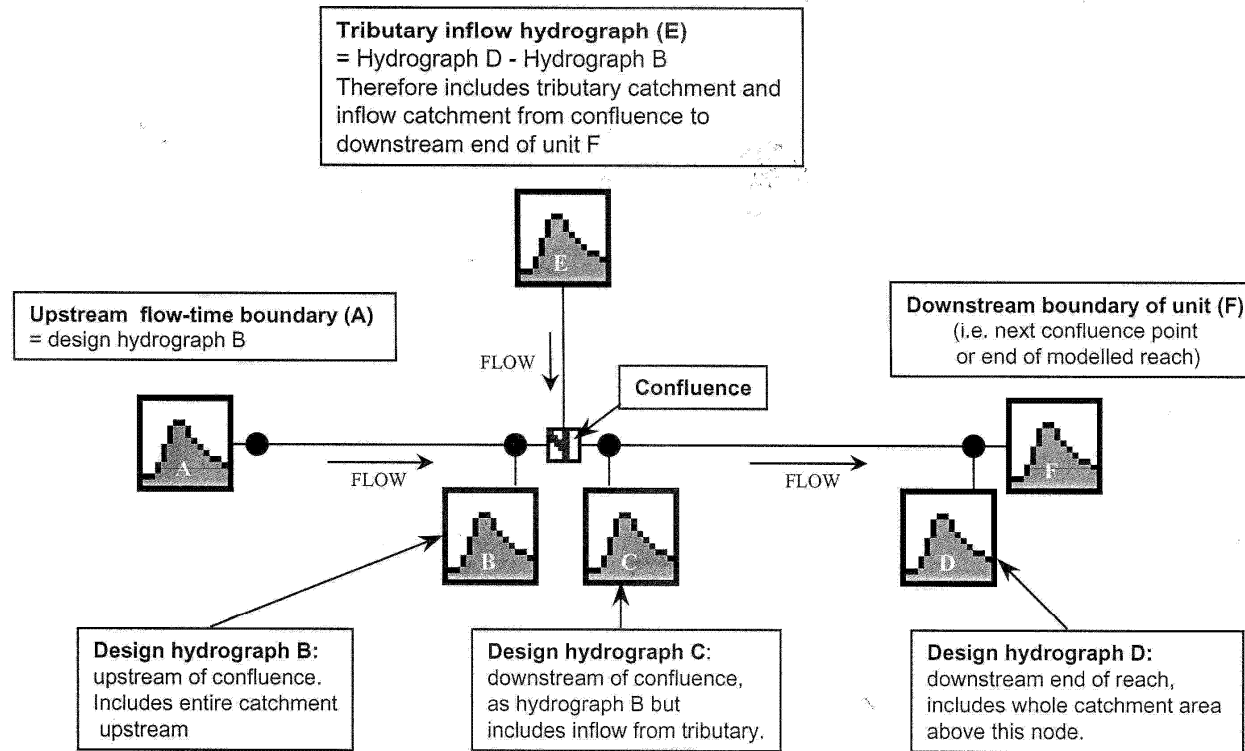 Tributary inflow hydrograph (E)
= Hydrograph D - Hydrograph B
Therefore includes tributary catchment and
inflow catchment from confluence to
downstream end of unit F
E
Upstream flow-time boundary (A)
= design hydrograph B
Downstream boundary of unit (F)
(i.e. next confluence point
or end of modelled reach)
FLOW
Confluence
A
FLOW
FLOW
F
B
C
D
Design hydrograph B:
upstream of confluence.
Includes entire catchment
upstream
Design hydrograph C:
downstream of confluence,
as hydrograph B but
includes inflow from tributary.
Design hydrograph D:
downstream end of reach,
includes whole catchment area
above this node.